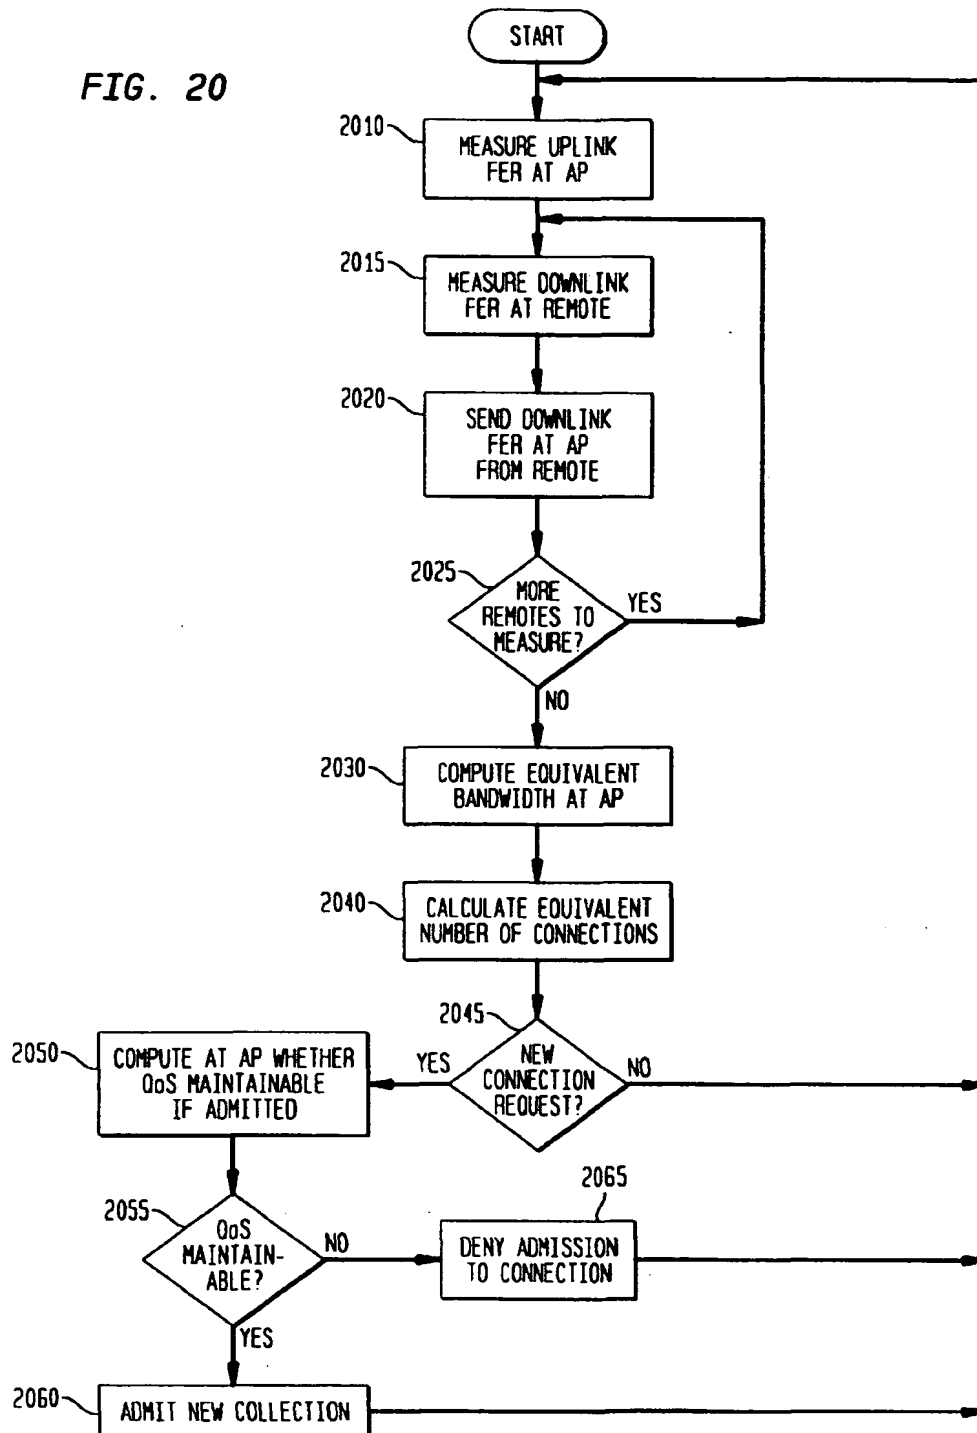 START
FIG. 20
2010
MEASURE UPLINK
FER AT AP
2015
MEASURE DOWNLINK
FER AT REMOTE
2020
SEND DOWNLINK
FER AT AP
FROM REMOTE
2025
MORE
REMOTES TO
MEASURE?
YES
NO
2030
COMPUTE EQUIVALENT
BANDWIDTH AT AP
2040
CALCULATE EQUIVALENT
NUMBER OF CONNECTIONS
2045
NEW
CONNECTION
REQUEST?
YES
NO
2050
COMPUTE AT AP WHETHER
QoS MAINTAINABLE
IF ADMITTED
2055
QoS
MAINTAIN-
ABLE?
NO
2065
DENY ADMISSION
TO CONNECTION
YES
2060
ADMIT NEW COLLECTION